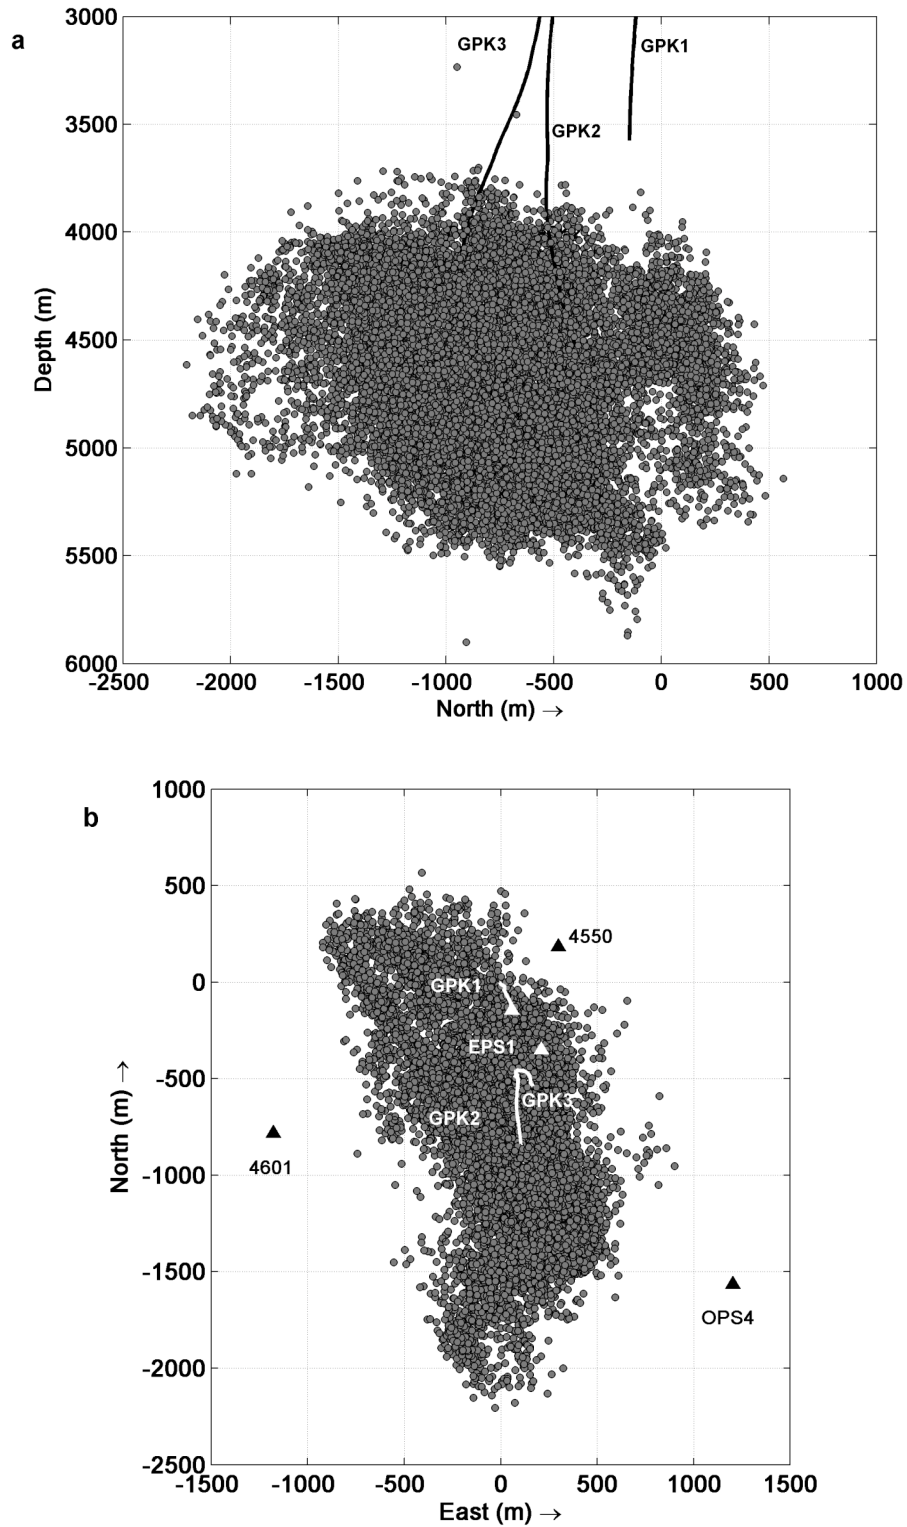 a
3000
GPK3
GPK1
3500
GPK2
4000
4500
5000
5500
6000
Depth (m)
-2500 -2000 -1500 -1000 -500 0 500 1000
North (m) →
b
1000
500
4550
0
GPK1
EPS1
-500
GPK3
GPK2
4601
-1000
-1500
OPS4
-2000
-2500
North (m) →
-1500 -1000 -500 0 500 1000 1500
East (m) →